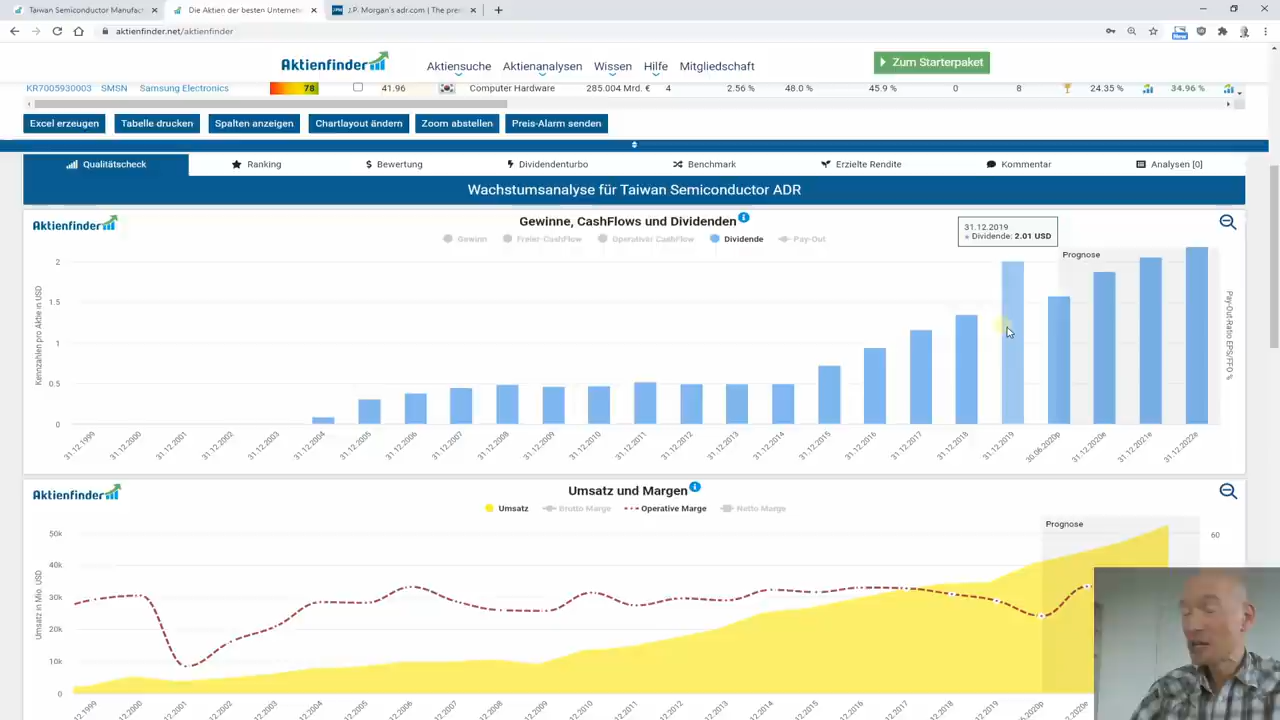 Taiwan Semiconductor Manufac
Die Aktien der besten Unterneh
J.P. Morgan's adr.com | The prem
aktienfinder.net/aktienfinder
New
Aktienfinder
Aktiensuche Aktienanalysen Wissen Hilfe Mitgliedschaft
Zum Starterpaket
KR7005930003 SMSN Samsung Electronics 78 41.96 Computer Hardware 285.004 Mrd. € 4 2.56 % 48.0 % 45.9 % 0 8 24.35 % 34.96 %
Excel erzeugen Tabelle drucken Spalten anzeigen Chartlayout ändern Zoom abstellen Preis-Alarm senden
Qualitätscheck Ranking $ Bewertung Dividendenturbo Benchmark Erzielte Rendite Kommentar Analysen [0]
Wachstumsanalyse für Taiwan Semiconductor ADR
Aktienfinder
Gewinne, CashFlows und Dividenden
Gewinn Freier-CashFlow Operativer CashFlow Dividende Pay-Out
31.12.2019
Dividende: 2.01 USD
Prognose
Kennzahlen pro Aktie in USD
2
1.5
1
0.5
0
Pay-Out-Ratio EPS/FFO %
31.12.1999 31.12.2000 31.12.2001 31.12.2002 31.12.2003 31.12.2004 31.12.2005 31.12.2006 31.12.2007 31.12.2008 31.12.2009 31.12.2010 31.12.2011 31.12.2012 31.12.2013 31.12.2014 31.12.2015 31.12.2016 31.12.2017 31.12.2018 31.12.2019 30.06.2020p 31.12.2020e 31.12.2021e 31.12.2022e
Aktienfinder
Umsatz und Margen
Umsatz Brutto Marge Operative Marge Netto Marge
Prognose
Umsatz in Mio. USD
50k
40k
30k
20k
10k
0
60